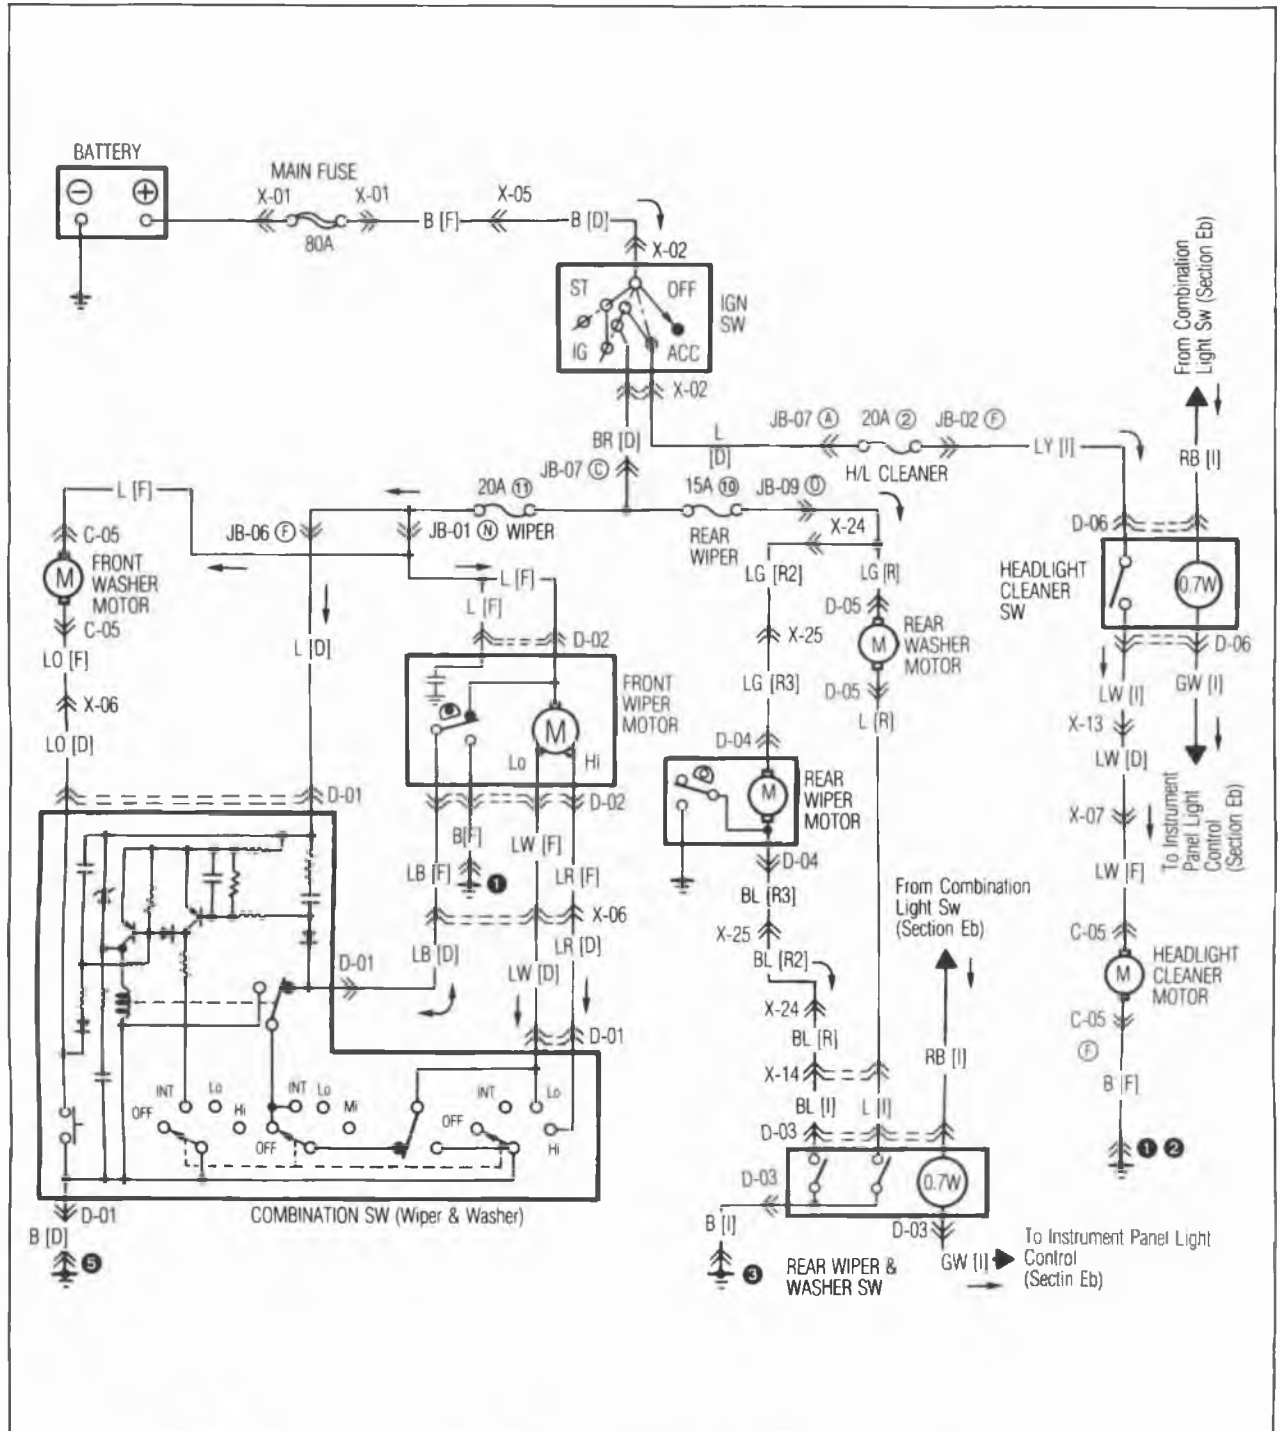 BATTERY
MAIN FUSE
X-01
X-01
X-05
80A
B [F]
B [D]
X-02
ST
OFF
IG
ACC
IGN
SW
X-02
BR [D]
JB-07 Ⓒ
L
[D]
JB-07 Ⓐ
20A ②
JB-02 Ⓕ
H/L CLEANER
LY [I]
From Combination
Light Sw (Section Eb)
RB [I]
L [F]
20A ⑪
JB-06 Ⓕ
JB-01 Ⓝ
WIPER
15A ⑩
REAR
WIPER
JB-09 Ⓓ
X-24
LG [R2]
LG [R]
D-06
C-05
M
FRONT
WASHER
MOTOR
C-05
LO [F]
X-06
LO [D]
L [D]
L [F]
L [F]
D-02
FRONT
WIPER
MOTOR
M
Lo
Hi
D-02
D-05
X-25
M
REAR
WASHER
MOTOR
LG [R3]
D-05
L [R]
HEADLIGHT
CLEANER
SW
0.7W
D-06
LW [I]
GW [I]
X-13
LW [D]
X-07
LW [F]
To Instrument
Panel Light
Control
(Section Eb)
D-04
M
REAR
WIPER
MOTOR
D-04
BL [R3]
X-25
BL [R2]
X-24
BL [R]
X-14
BL [I]
L [I]
D-03
From Combination
Light Sw
(Section Eb)
RB [I]
C-05
M
HEADLIGHT
CLEANER
MOTOR
C-05
Ⓕ
B [F]
❶ ❷
D-01
LB [F]
B[F]
❶
LW [F]
LR [F]
X-06
LB [D]
LW [D]
LR [D]
D-01
D-01
INT
Lo
OFF
Hi
INT
Lo
OFF
Mi
INT
Lo
OFF
Hi
D-01
COMBINATION SW (Wiper & Washer)
B [D]
❺
D-03
B [I]
❸
REAR WIPER &
WASHER SW
0.7W
D-03
GW [I]
To Instrument Panel Light
Control
(Sectin Eb)